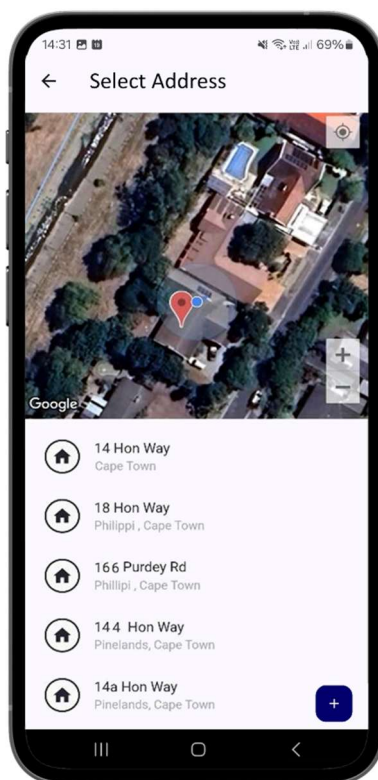 14:31 69%
Select Address
+
−
Google
14 Hon Way
Cape Town
18 Hon Way
Philippi , Cape Town
166 Purdey Rd
Phillipi , Cape Town
144 Hon Way
Pinelands, Cape Town
14a Hon Way
Pinelands, Cape Town
+